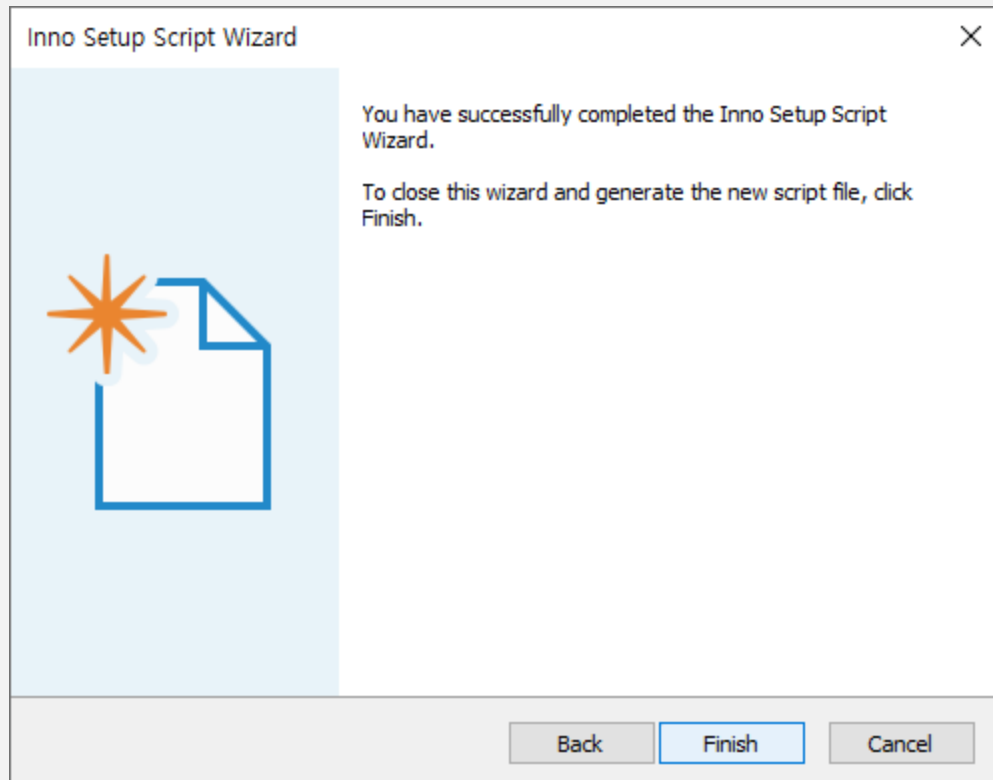 Inno Setup Script Wizard
You have successfully completed the Inno Setup Script
Wizard.
To close this wizard and generate the new script file, click
Finish.
Back
Finish
Cancel